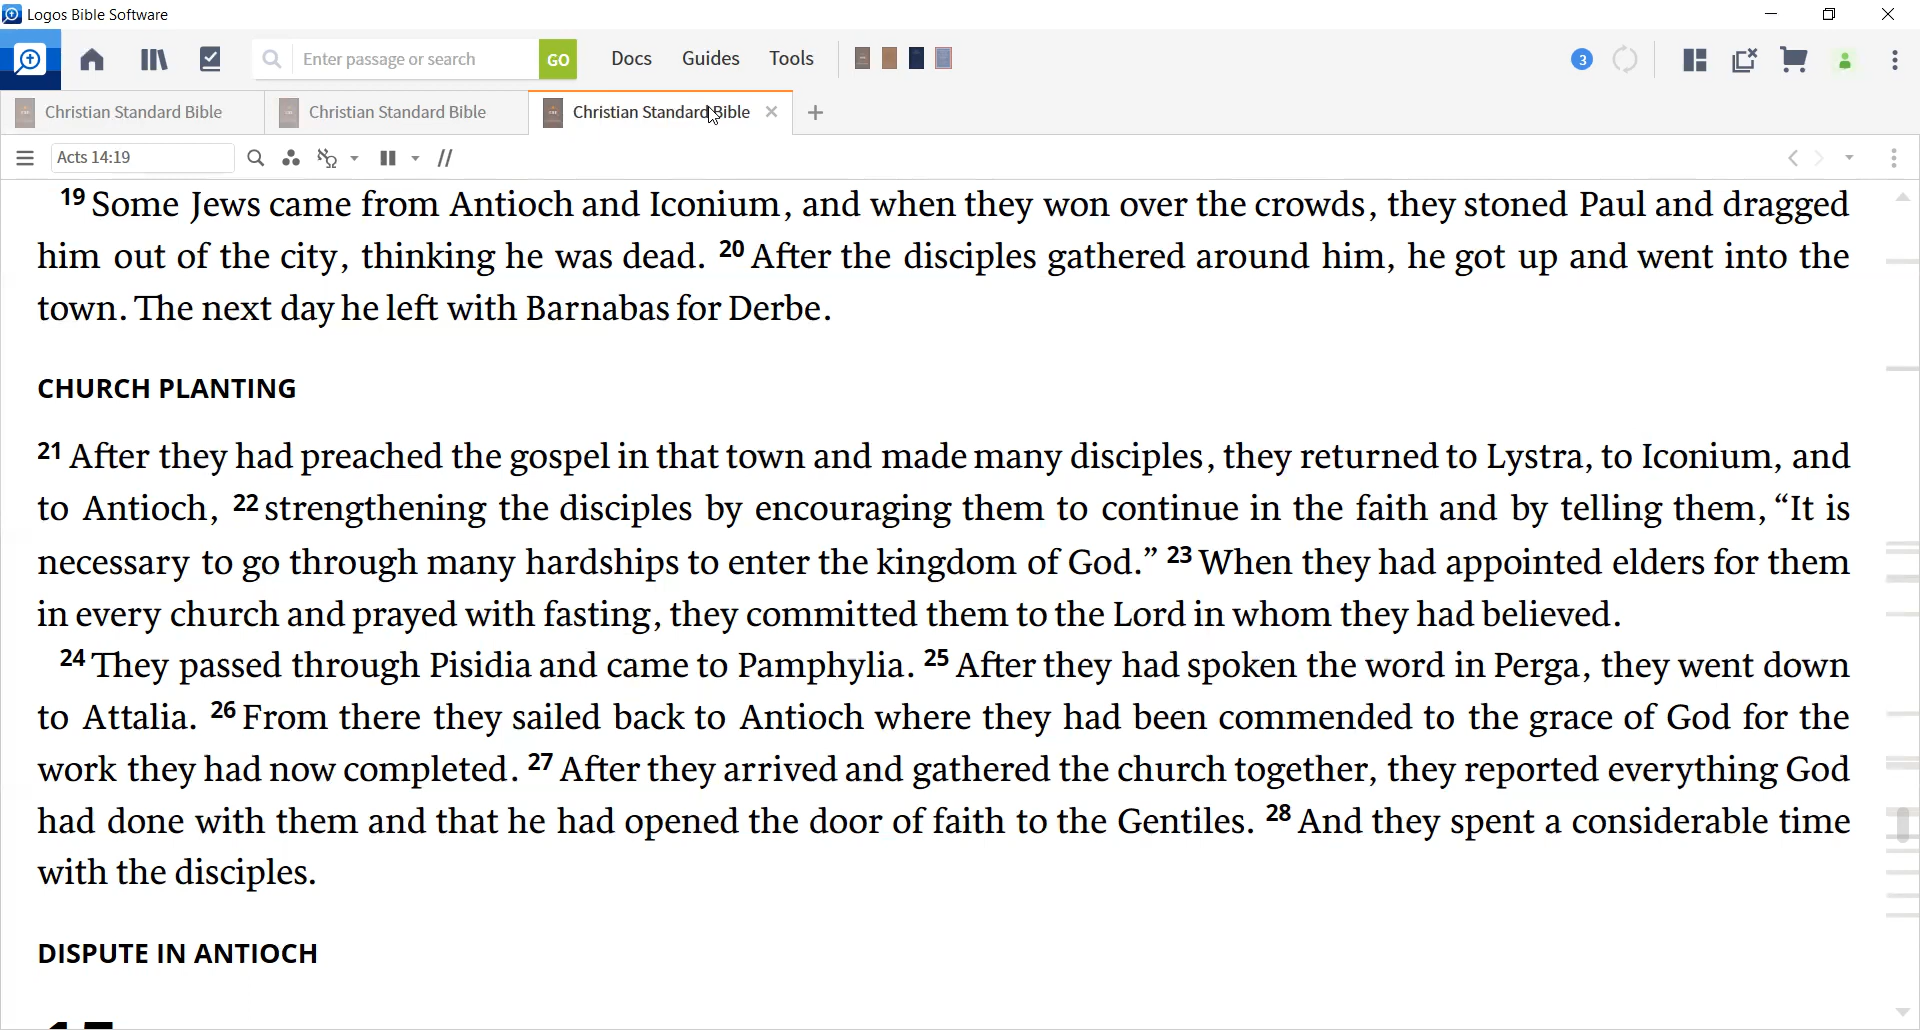 Logos Bible Software
Enter passage or search GO Docs Guides Tools 3
Christian Standard Bible Christian Standard Bible Christian Standard Bible
Acts 14:19
19 Some Jews came from Antioch and Iconium, and when they won over the crowds, they stoned Paul and dragged
him out of the city, thinking he was dead. 20 After the disciples gathered around him, he got up and went into the
town. The next day he left with Barnabas for Derbe.
CHURCH PLANTING
21 After they had preached the gospel in that town and made many disciples, they returned to Lystra, to Iconium, and
to Antioch, 22 strengthening the disciples by encouraging them to continue in the faith and by telling them, “It is
necessary to go through many hardships to enter the kingdom of God.” 23 When they had appointed elders for them
in every church and prayed with fasting, they committed them to the Lord in whom they had believed.
24 They passed through Pisidia and came to Pamphylia. 25 After they had spoken the word in Perga, they went down
to Attalia. 26 From there they sailed back to Antioch where they had been commended to the grace of God for the
work they had now completed. 27 After they arrived and gathered the church together, they reported everything God
had done with them and that he had opened the door of faith to the Gentiles. 28 And they spent a considerable time
with the disciples.
DISPUTE IN ANTIOCH